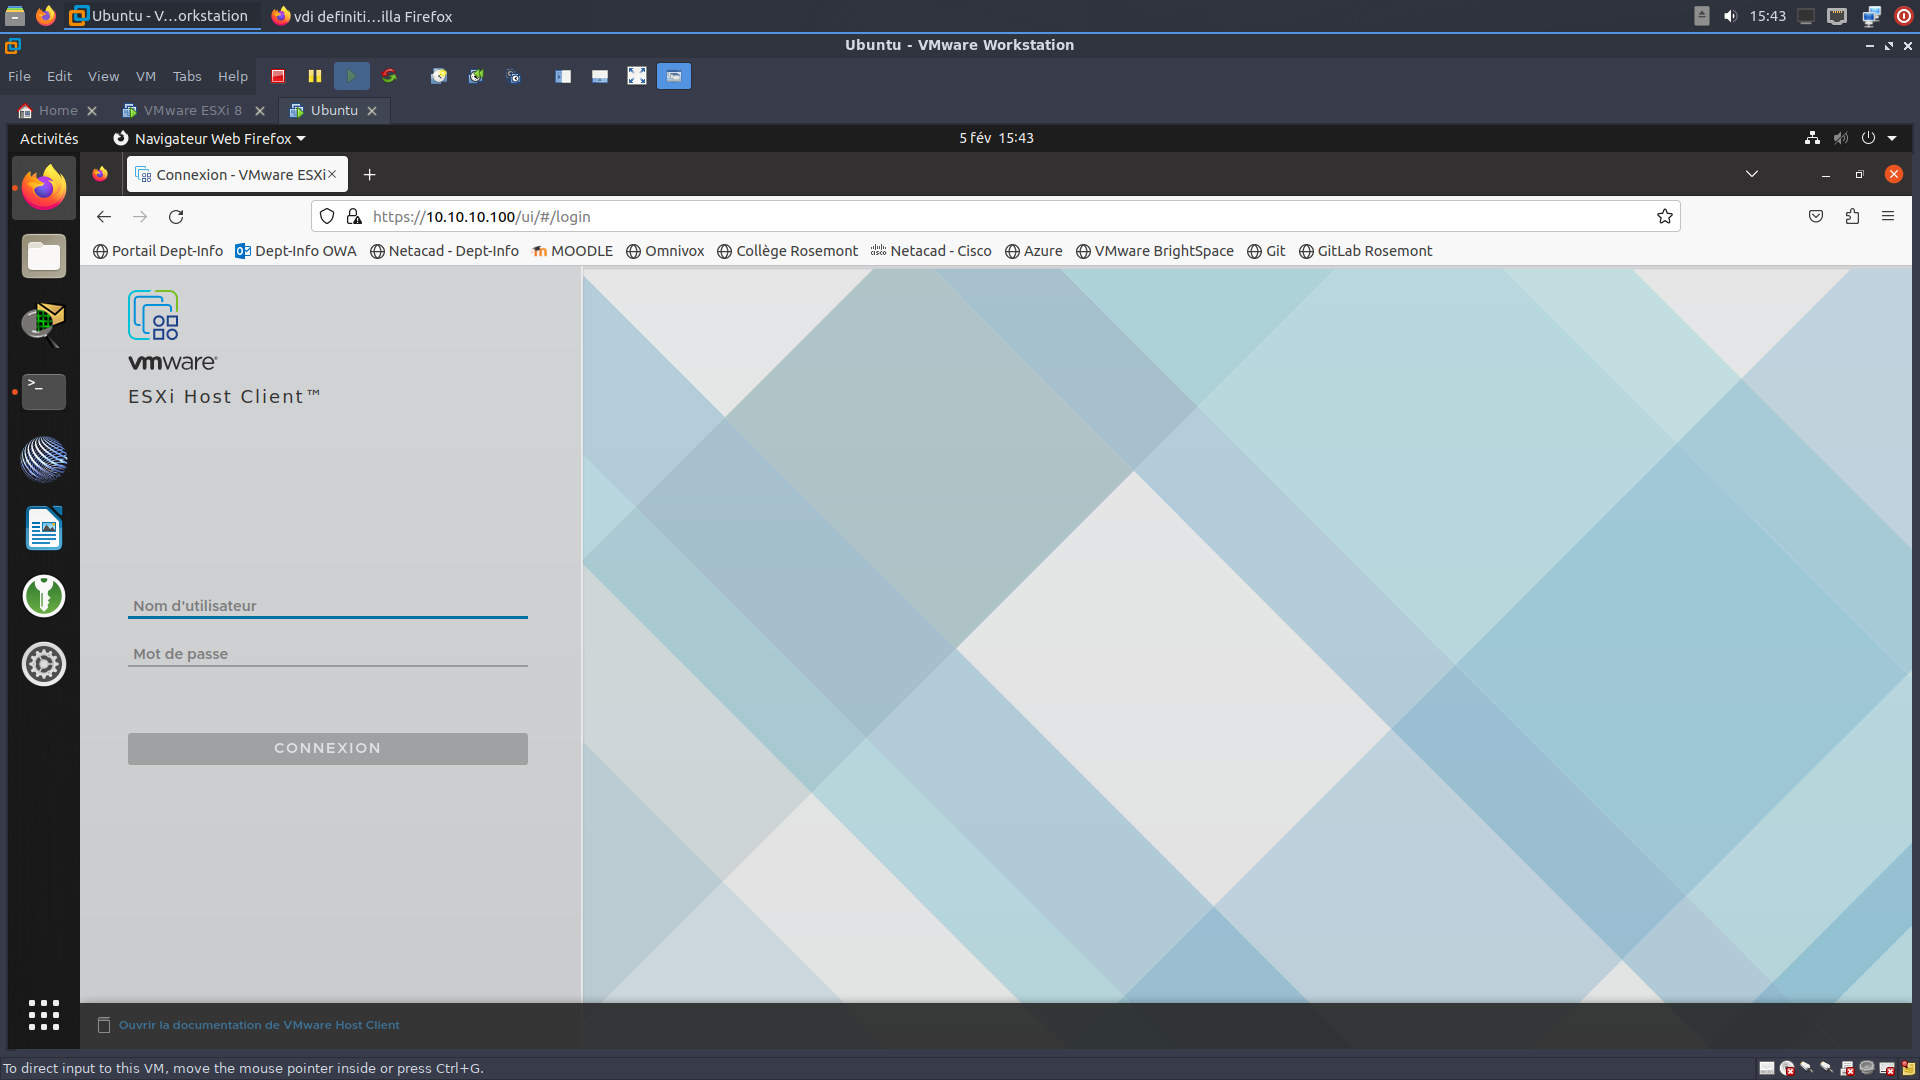 Ubuntu - V...orkstation
vdi definiti...illa Firefox
15:43
Ubuntu - VMware Workstation
File Edit View VM Tabs Help
Home
VMware ESXi 8
Ubuntu
Activités
Navigateur Web Firefox
5 fév 15:43
Connexion - VMware ESXi
https://10.10.10.100/ui/#/login
Portail Dept-Info
Dept-Info OWA
Netacad - Dept-Info
MOODLE
Omnivox
Collège Rosemont
Netacad - Cisco
Azure
VMware BrightSpace
Git
GitLab Rosemont
vmware®
ESXi Host Client™
Nom d'utilisateur
Mot de passe
CONNEXION
Ouvrir la documentation de VMware Host Client
To direct input to this VM, move the mouse pointer inside or press Ctrl+G.